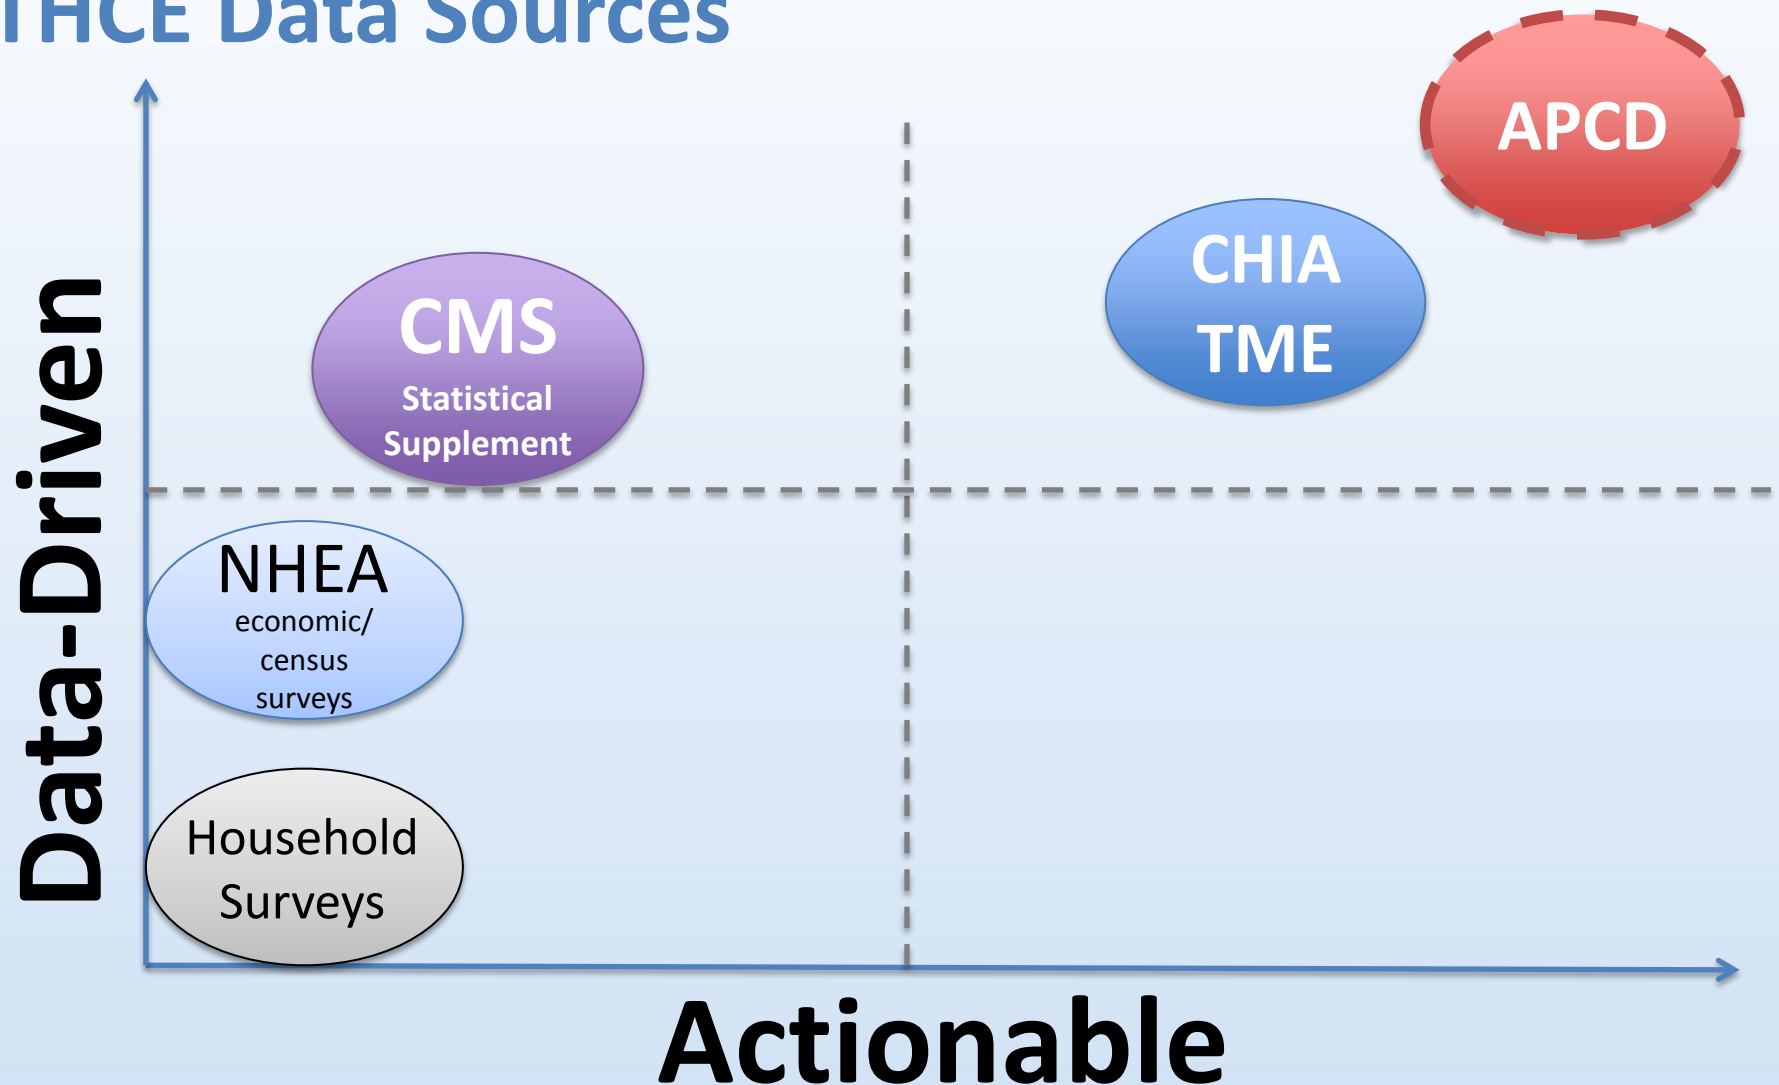 THCE Data Sources
APCD
CHIA
TME
CMS
Statistical
Supplement
NHEA
economic/
census
surveys
Household
Surveys
Data-Driven
Actionable